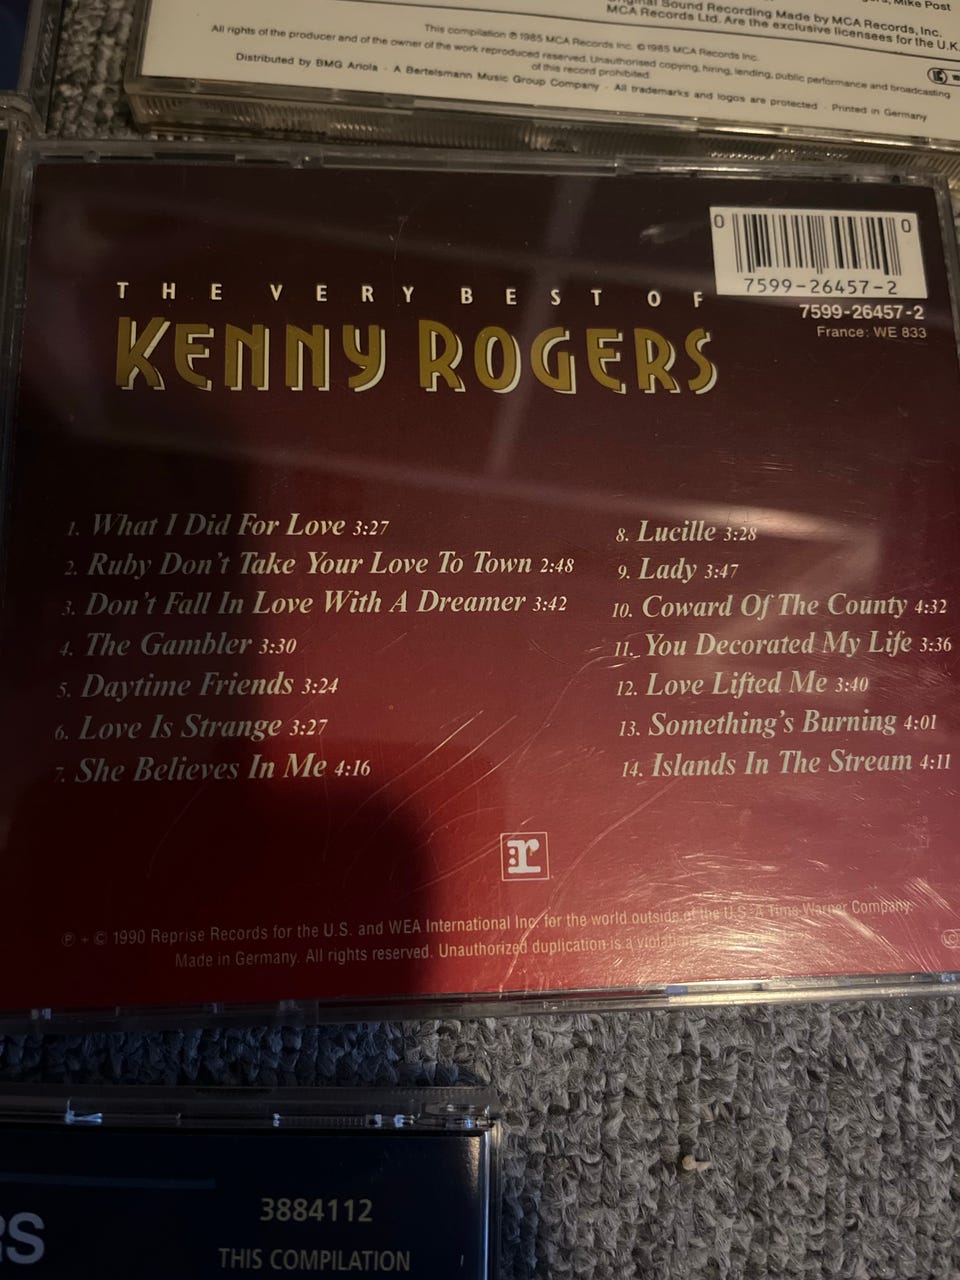 Mike Post
Original Sound Recording Made by MCA Records, Inc.
MCA Records Ltd. Are the exclusive licensees for the U.K.
This compilation ℗ 1985 MCA Records Inc. © 1985 MCA Records Inc.
All rights of the producer and of the owner of the work reproduced reserved. Unauthorised copying, hiring, lending, public performance and broadcasting
of this record prohibited.
Distributed by BMG Ariola · A Bertelsmann Music Group Company · All trademarks and logos are protected · Printed in Germany
0 0
7599-26457-2
7599-26457-2
France: WE 833
THE VERY BEST OF
KENNY ROGERS
1. What I Did For Love 3:27
2. Ruby Don't Take Your Love To Town 2:48
3. Don't Fall In Love With A Dreamer 3:42
4. The Gambler 3:30
5. Daytime Friends 3:24
6. Love Is Strange 3:27
7. She Believes In Me 4:16
8. Lucille 3:28
9. Lady 3:47
10. Coward Of The County 4:32
11. You Decorated My Life 3:36
12. Love Lifted Me 3:40
13. Something's Burning 4:01
14. Islands In The Stream 4:11
:r
℗ + © 1990 Reprise Records for the U.S. and WEA International Inc. for the world outside of the U.S. A Time Warner Company.
Made in Germany. All rights reserved. Unauthorized duplication is a
3884112
THIS COMPILATION
RS